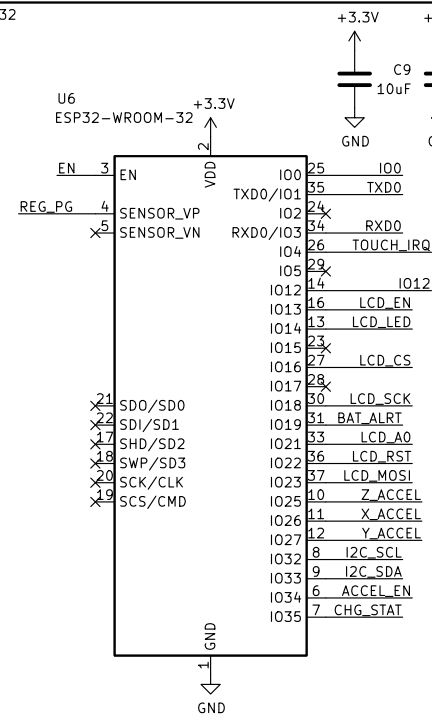 32
+3.3V
+
C9
10uF
GND
G
U6
ESP32-WROOM-32
+3.3V
2
VDD
EN 3 EN
IO0 25 IO0
TXD0/IO1 35 TXD0
REG_PG 4 SENSOR_VP
IO2 24
5 SENSOR_VN
RXD0/IO3 34 RXD0
IO4 26 TOUCH_IRQ
IO5 29
IO12 14 IO12
IO13 16 LCD_EN
IO14 13 LCD_LED
IO15 23
IO16 27 LCD_CS
IO17 28
21 SDO/SD0
IO18 30 LCD_SCK
22 SDI/SD1
IO19 31 BAT_ALRT
17 SHD/SD2
IO21 33 LCD_A0
18 SWP/SD3
IO22 36 LCD_RST
20 SCK/CLK
IO23 37 LCD_MOSI
19 SCS/CMD
IO25 10 Z_ACCEL
IO26 11 X_ACCEL
IO27 12 Y_ACCEL
IO32 8 I2C_SCL
IO33 9 I2C_SDA
IO34 6 ACCEL_EN
IO35 7 CHG_STAT
GND
1
GND